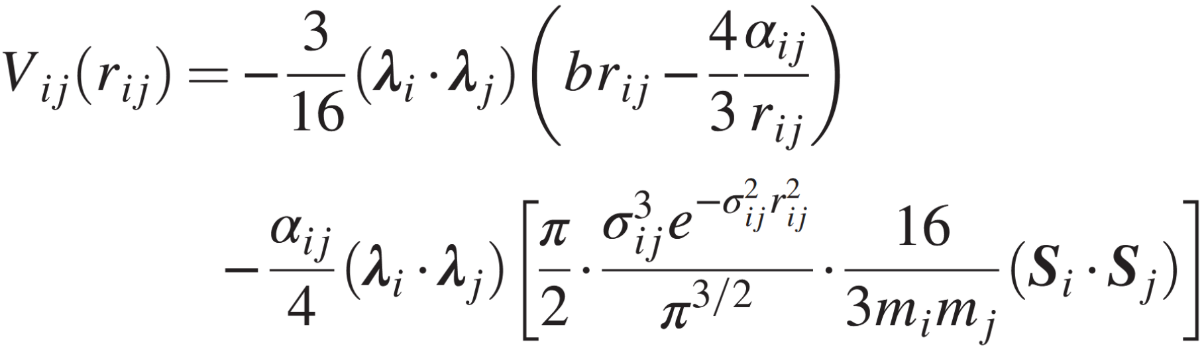 V_{ij}(r_{ij}) = -\frac{3}{16}(\boldsymbol{\lambda}_i \cdot \boldsymbol{\lambda}_j)\left(br_{ij} - \frac{4}{3}\frac{\alpha_{ij}}{r_{ij}}\right)
-\frac{\alpha_{ij}}{4}(\boldsymbol{\lambda}_i \cdot \boldsymbol{\lambda}_j)\left[\frac{\pi}{2} \cdot \frac{\sigma_{ij}^3 e^{-\sigma_{ij}^2 r_{ij}^2}}{\pi^{3/2}} \cdot \frac{16}{3m_i m_j}(\boldsymbol{S}_i \cdot \boldsymbol{S}_j)\right]